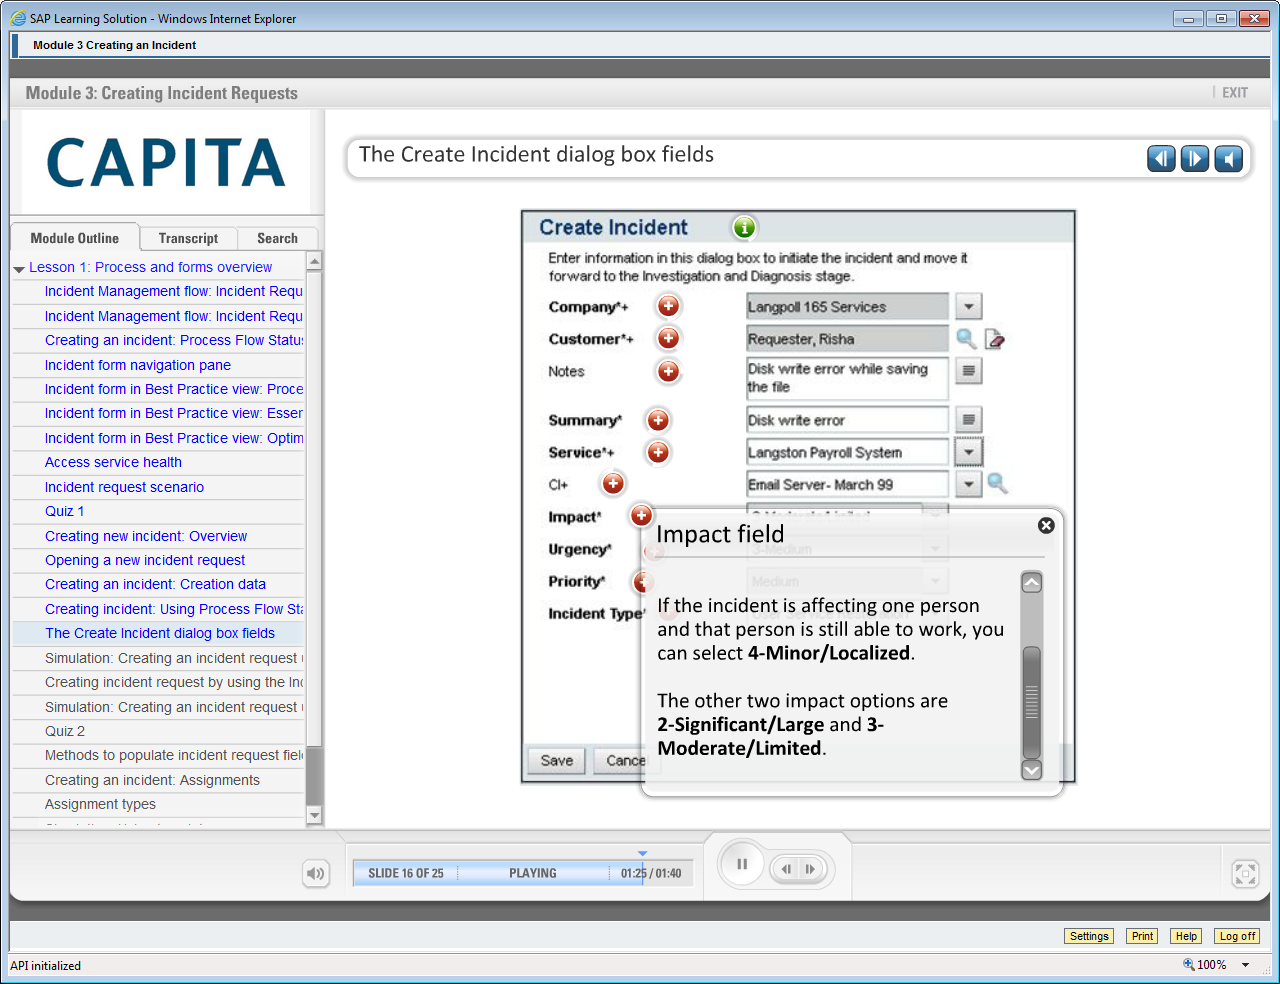 SAP Learning Solution - Windows Internet Explorer
Module 3 Creating an Incident
Module 3: Creating Incident Requests
EXIT
CAPITA
Module Outline
Transcript
Search
Lesson 1: Process and forms overview
Incident Management flow: Incident Requ
Incident Management flow: Incident Requ
Creating an incident: Process Flow Status
Incident form navigation pane
Incident form in Best Practice view: Proce
Incident form in Best Practice view: Esser
Incident form in Best Practice view: Optim
Access service health
Incident request scenario
Quiz 1
Creating new incident: Overview
Opening a new incident request
Creating an incident: Creation data
Creating incident: Using Process Flow Sta
The Create Incident dialog box fields
Simulation: Creating an incident request
Creating incident request by using the Inc
Simulation: Creating an incident request
Quiz 2
Methods to populate incident request field
Creating an incident: Assignments
Assignment types
The Create Incident dialog box fields
Create Incident
Enter information in this dialog box to initiate the incident and move it
forward to the Investigation and Diagnosis stage.
Company*+ Langpoll 165 Services
Customer*+ Requester, Risha
Notes Disk write error while saving
the file
Summary* Disk write error
Service*+ Langston Payroll System
CI+ Email Server- March 99
Impact*
Urgency* 3-Medium
Priority* Medium
Incident Type*
Save
Cance
Impact field
If the incident is affecting one person
and that person is still able to work, you
can select 4-Minor/Localized.
The other two impact options are
2-Significant/Large and 3-
Moderate/Limited.
SLIDE 16 OF 25
PLAYING
01:25 / 01:40
Settings
Print
Help
Log off
API initialized
100%